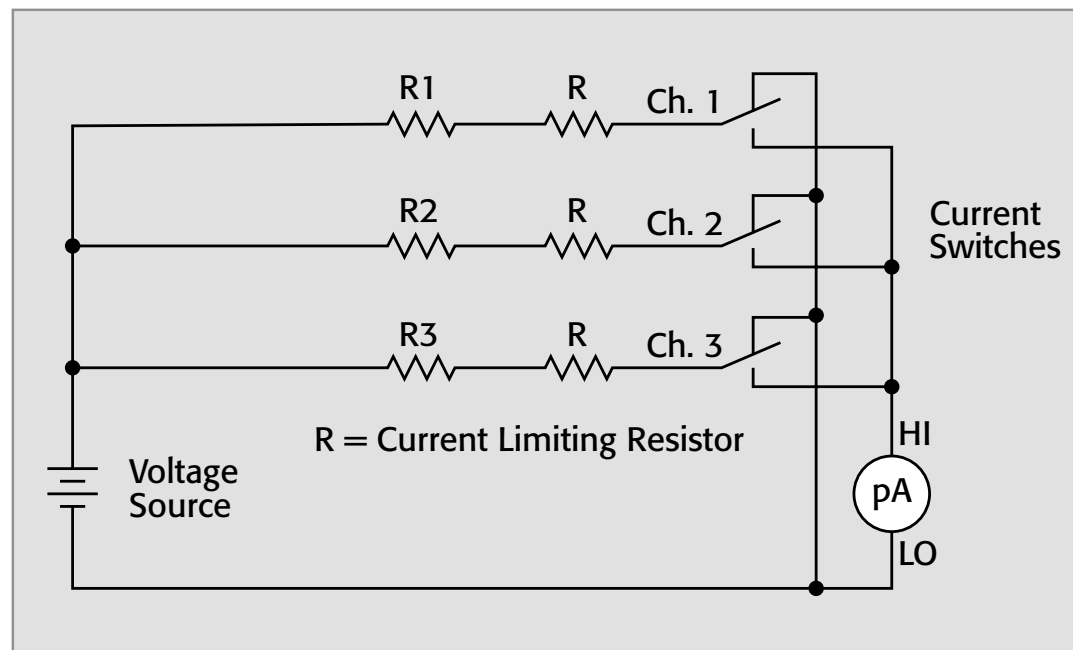 R1 R Ch. 1
R2 R Ch. 2
Current
Switches
R3 R Ch. 3
R = Current Limiting Resistor
HI
Voltage
Source
pA
LO